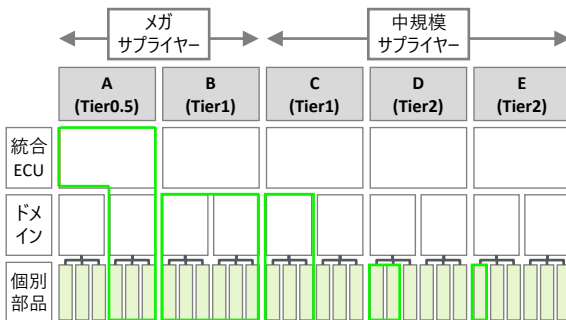 メガ
サプライヤー
中規模
サプライヤー
A
(Tier0.5)
B
(Tier1)
C
(Tier1)
D
(Tier2)
E
(Tier2)
統合
ECU
ドメ
イン
個別
部品